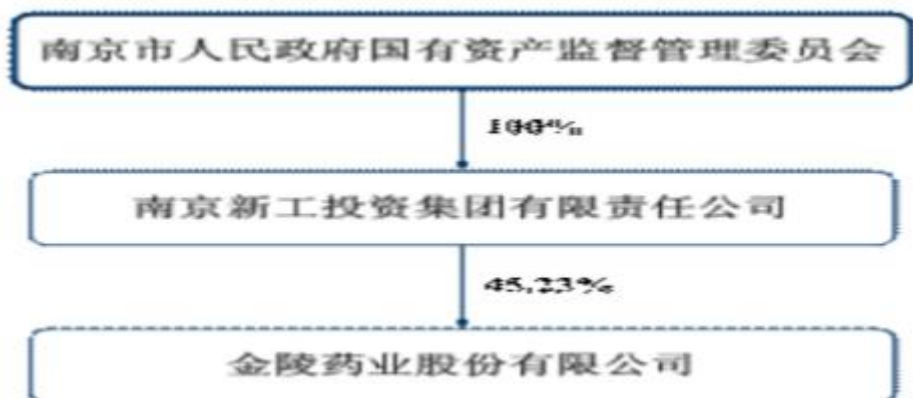 南京市人民政府国有资产监督管理委员会
100%
南京新工投资集团有限责任公司
45.23%
金陵药业股份有限公司